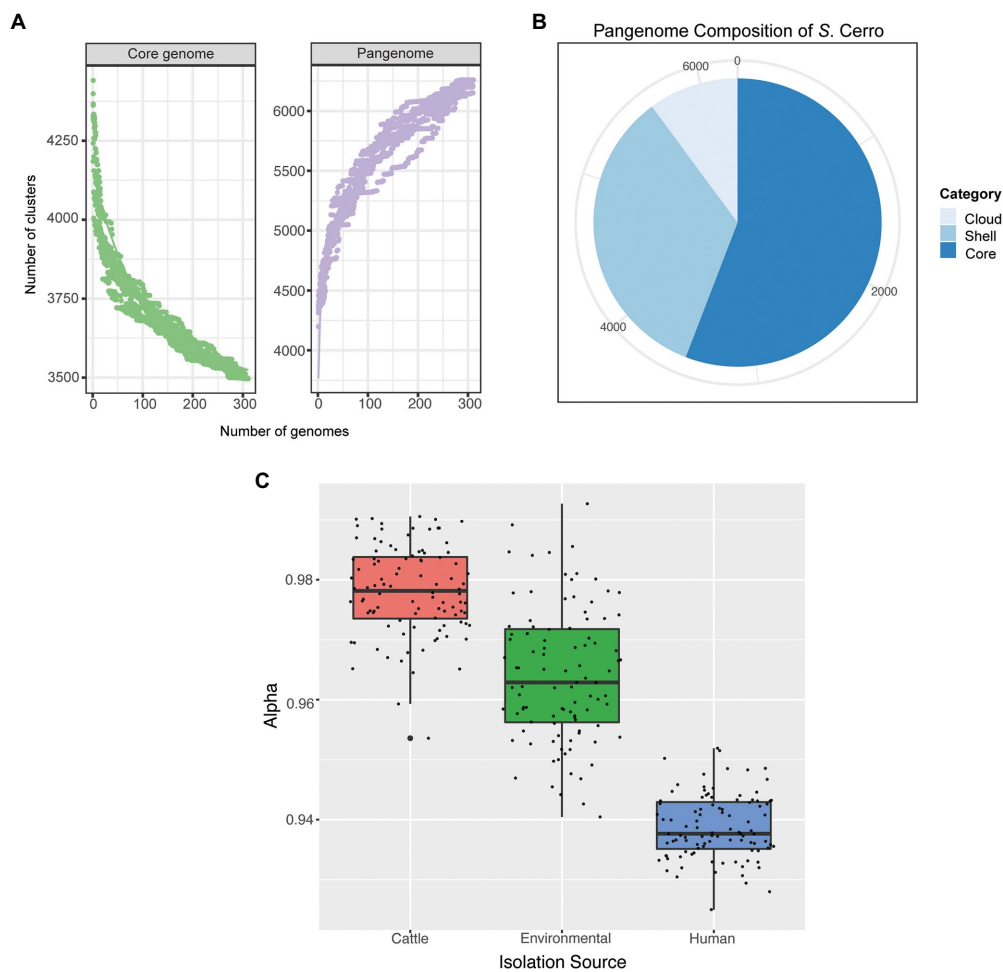 A
Core genome
Pangenome
Number of clusters
4250
4000
3750
3500
6000
5500
5000
4500
4000
0 100 200 300
0 100 200 300
Number of genomes
B
Pangenome Composition of S. Cerro
6000
0
2000
4000
Category
Cloud
Shell
Core
C
Alpha
0.98
0.96
0.94
Cattle Environmental Human
Isolation Source